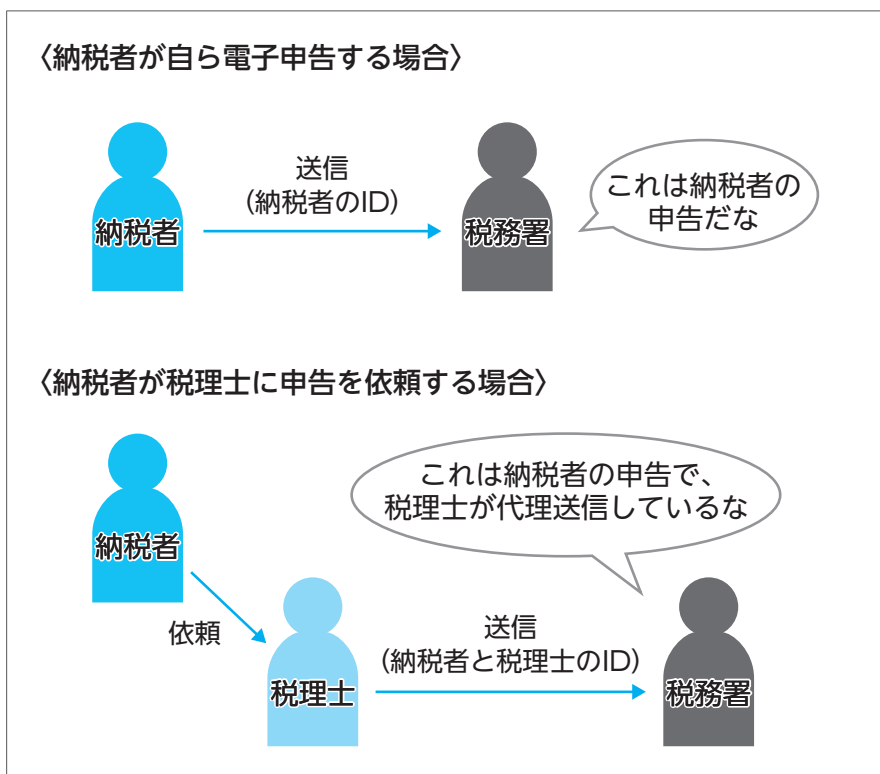 〈納税者が自ら電子申告する場合〉
納税者
送信
（納税者のID）
税務署
これは納税者の
申告だな
〈納税者が税理士に申告を依頼する場合〉
納税者
依頼
税理士
送信
（納税者と税理士のID）
税務署
これは納税者の申告で、
税理士が代理送信しているな